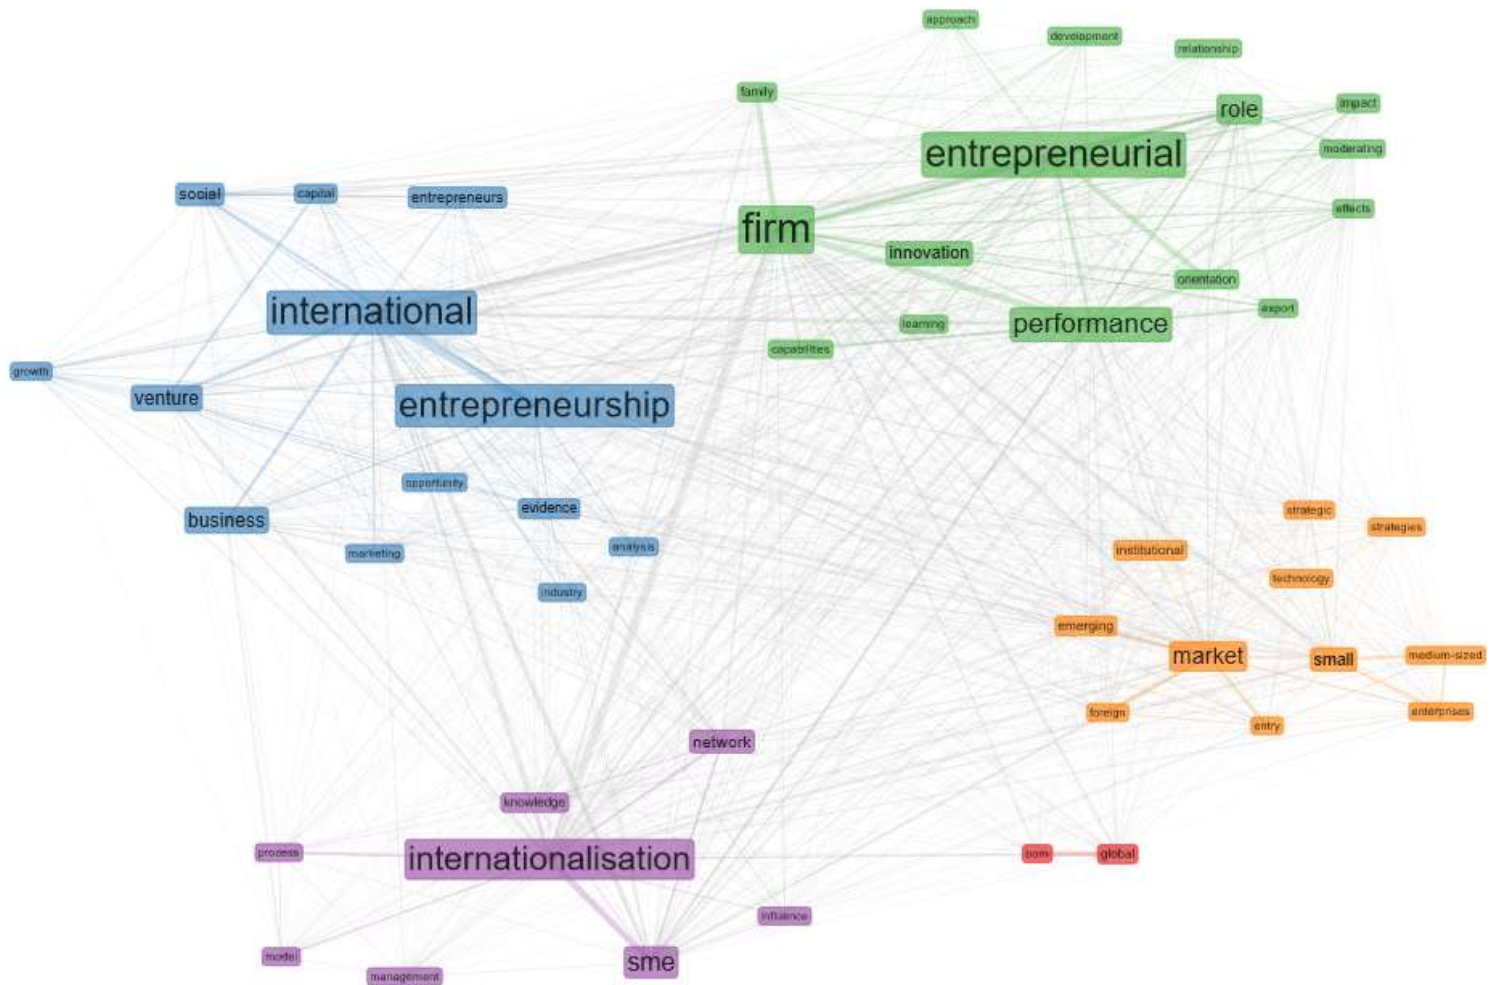 approach
development
relationship
family
role
impact
entrepreneurial
moderating
social
capital
entrepreneurs
effects
firm
innovation
orientation
international
export
learning
performance
capabilities
growth
venture
entrepreneurship
opportunity
evidence
business
strategic
strategies
marketing
analysis
institutional
technology
industry
emerging
market
small
medium-sized
foreign
entry
enterprises
network
knowledge
process
internationalisation
born
global
influence
model
sme
management